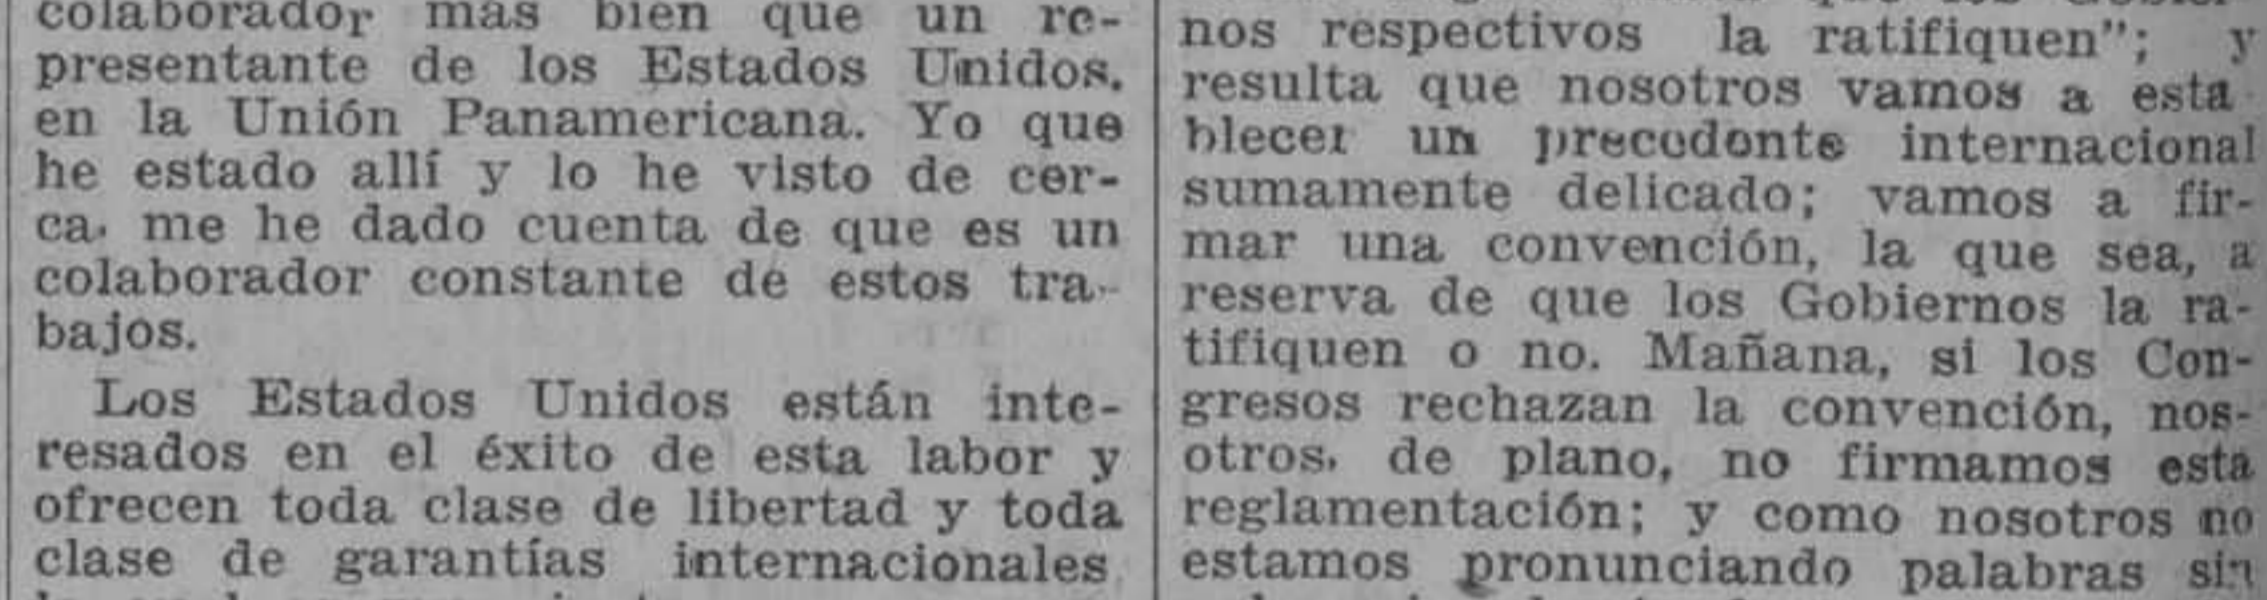 colaborador más bien que un re-
presentante de los Estados Unidos,
en la Unión Panamericana. Yo que
he estado allí y lo he visto de cer-
ca, me he dado cuenta de que es un
colaborador constante de estos tra-
bajos.
Los Estados Unidos están inte-
resados en el éxito de esta labor y
ofrecen toda clase de libertad y toda
clase de garantías internacionales
nos respectivos la ratifiquen"; y
resulta que nosotros vamos a esta
blecer un precedente internacional
sumamente delicado; vamos a fir-
mar una convención, la que sea, a
reserva de que los Gobiernos la ra-
tifiquen o no. Mañana, si los Con-
gresos rechazan la convención, nos-
otros, de plano, no firmamos esta
reglamentación; y como nosotros no
estamos pronunciando palabras sin